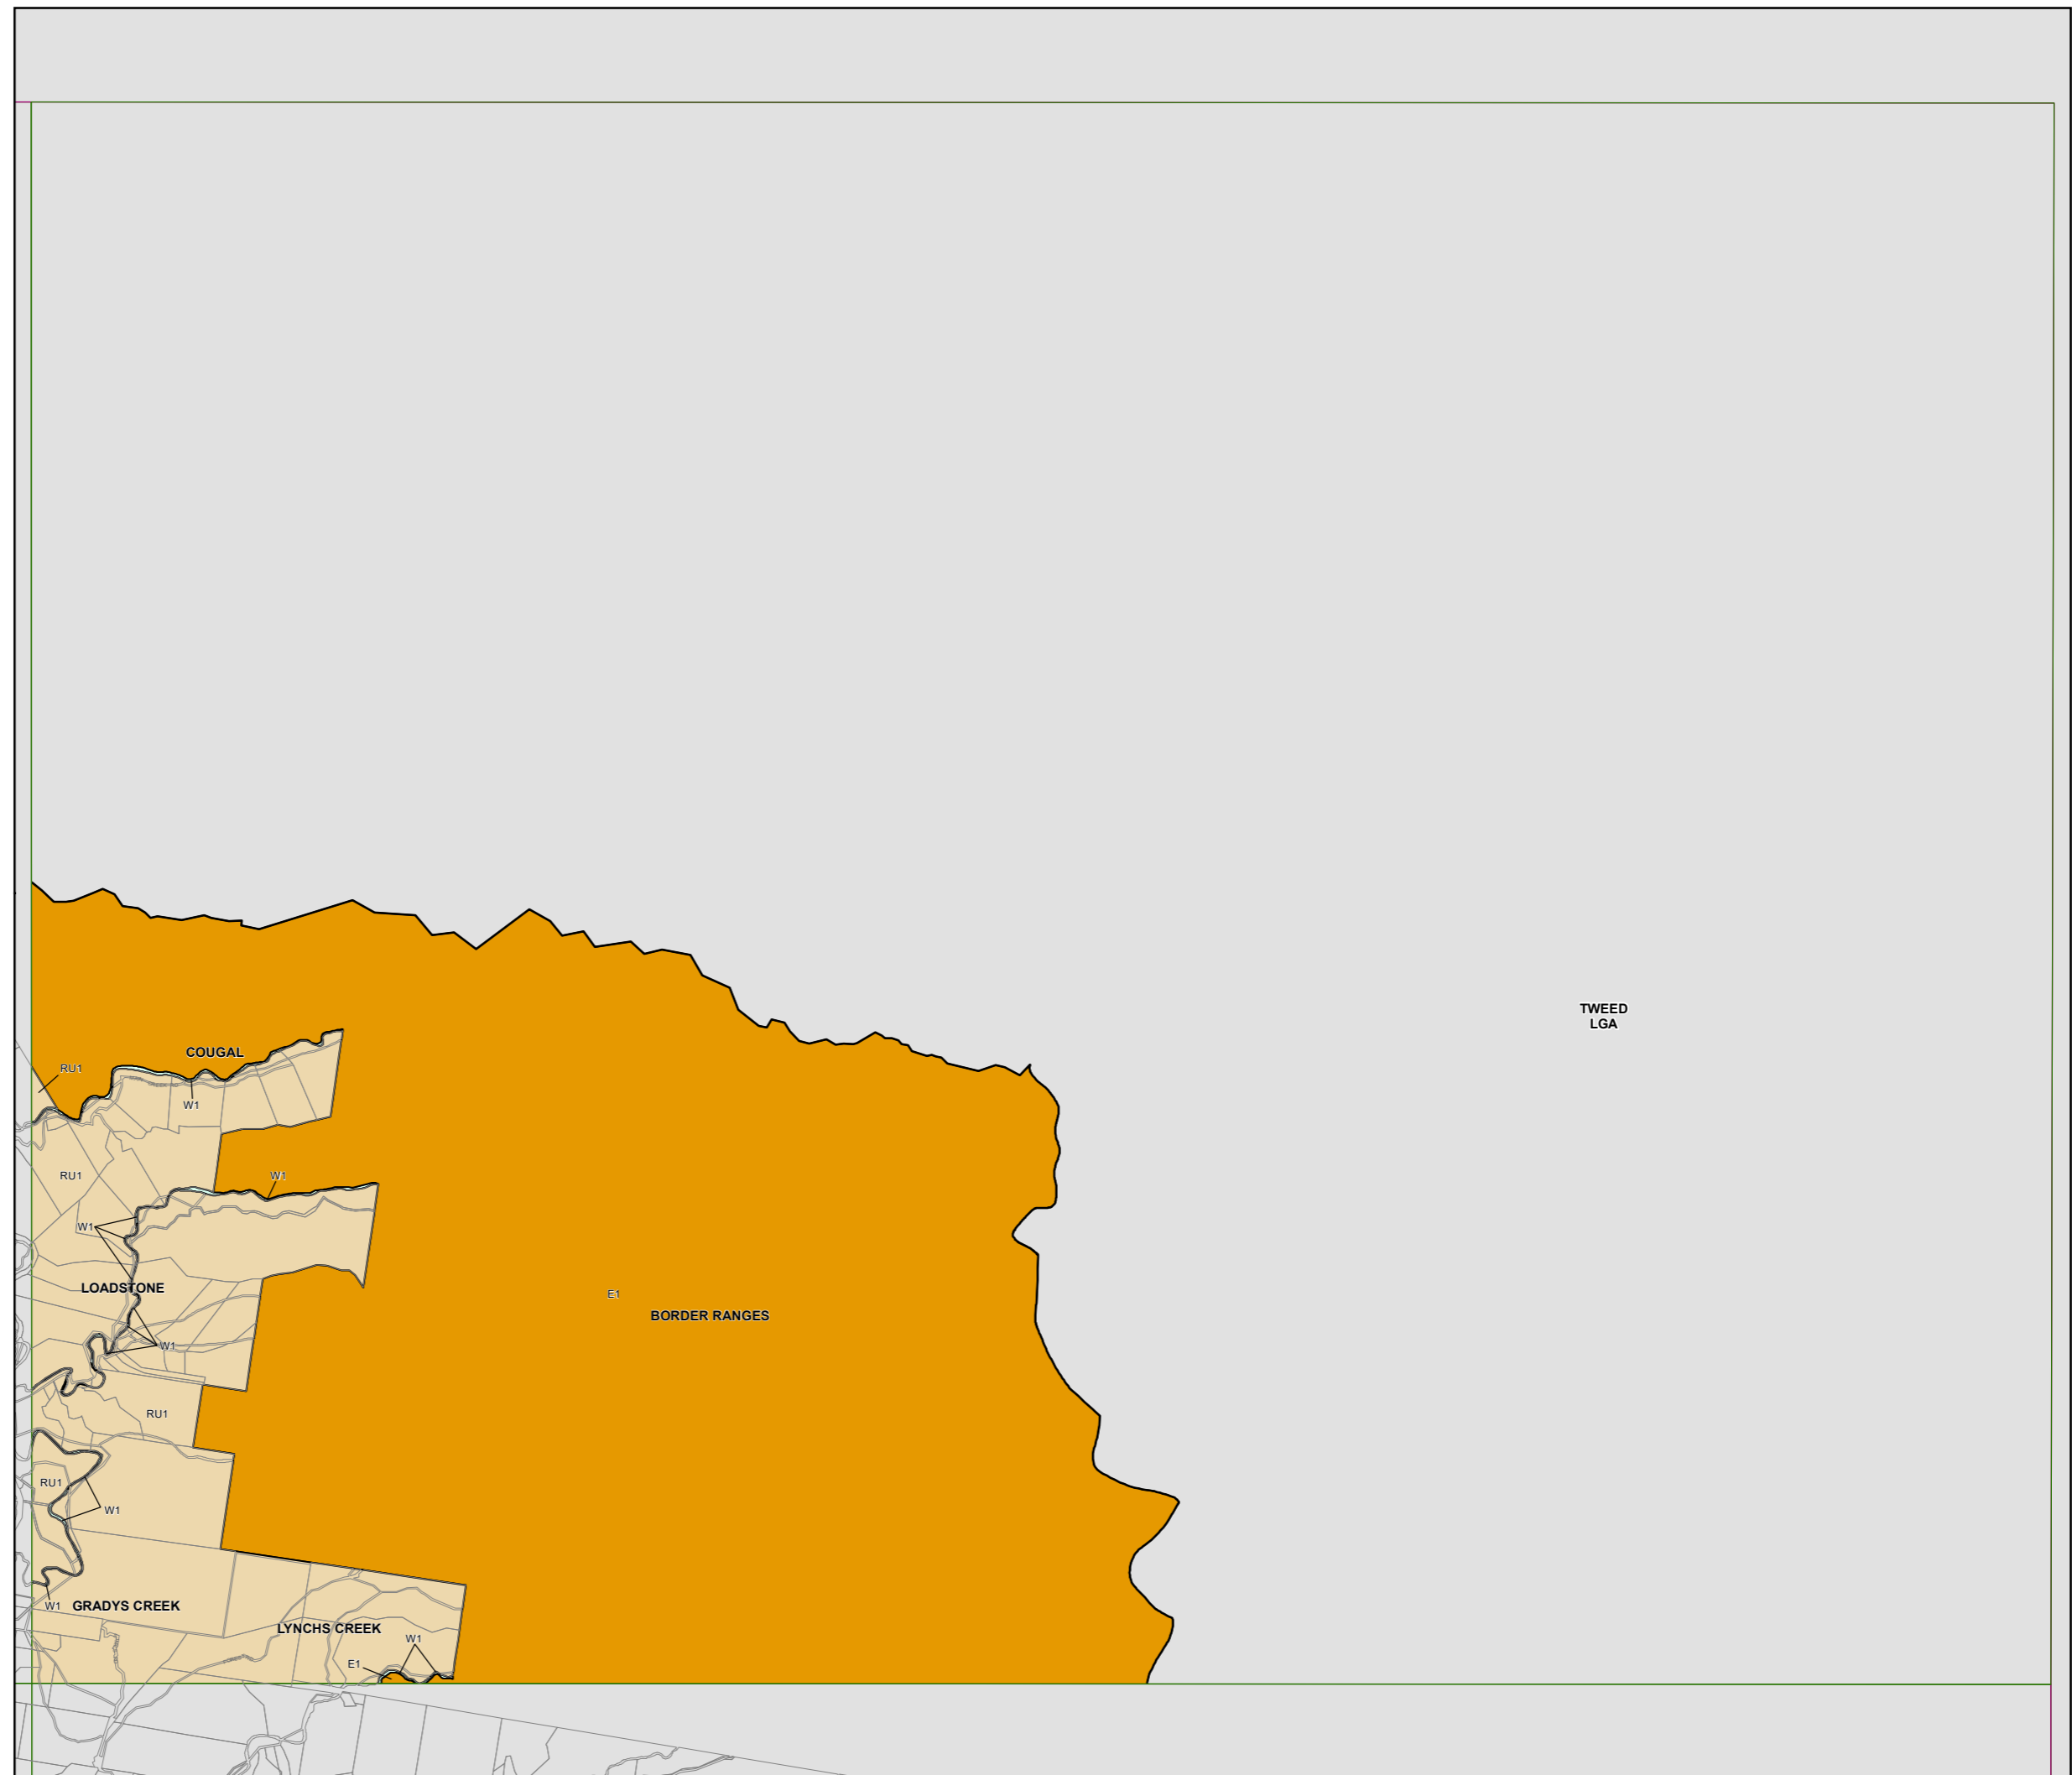 TWEED
LGA
COUGAL
RU1
W1
RU1
W1
W1
LOADSTONE
E1
BORDER RANGES
W1
RU1
RU1
W1
W1
GRADYS CREEK
LYNCHS CREEK
W1
E1